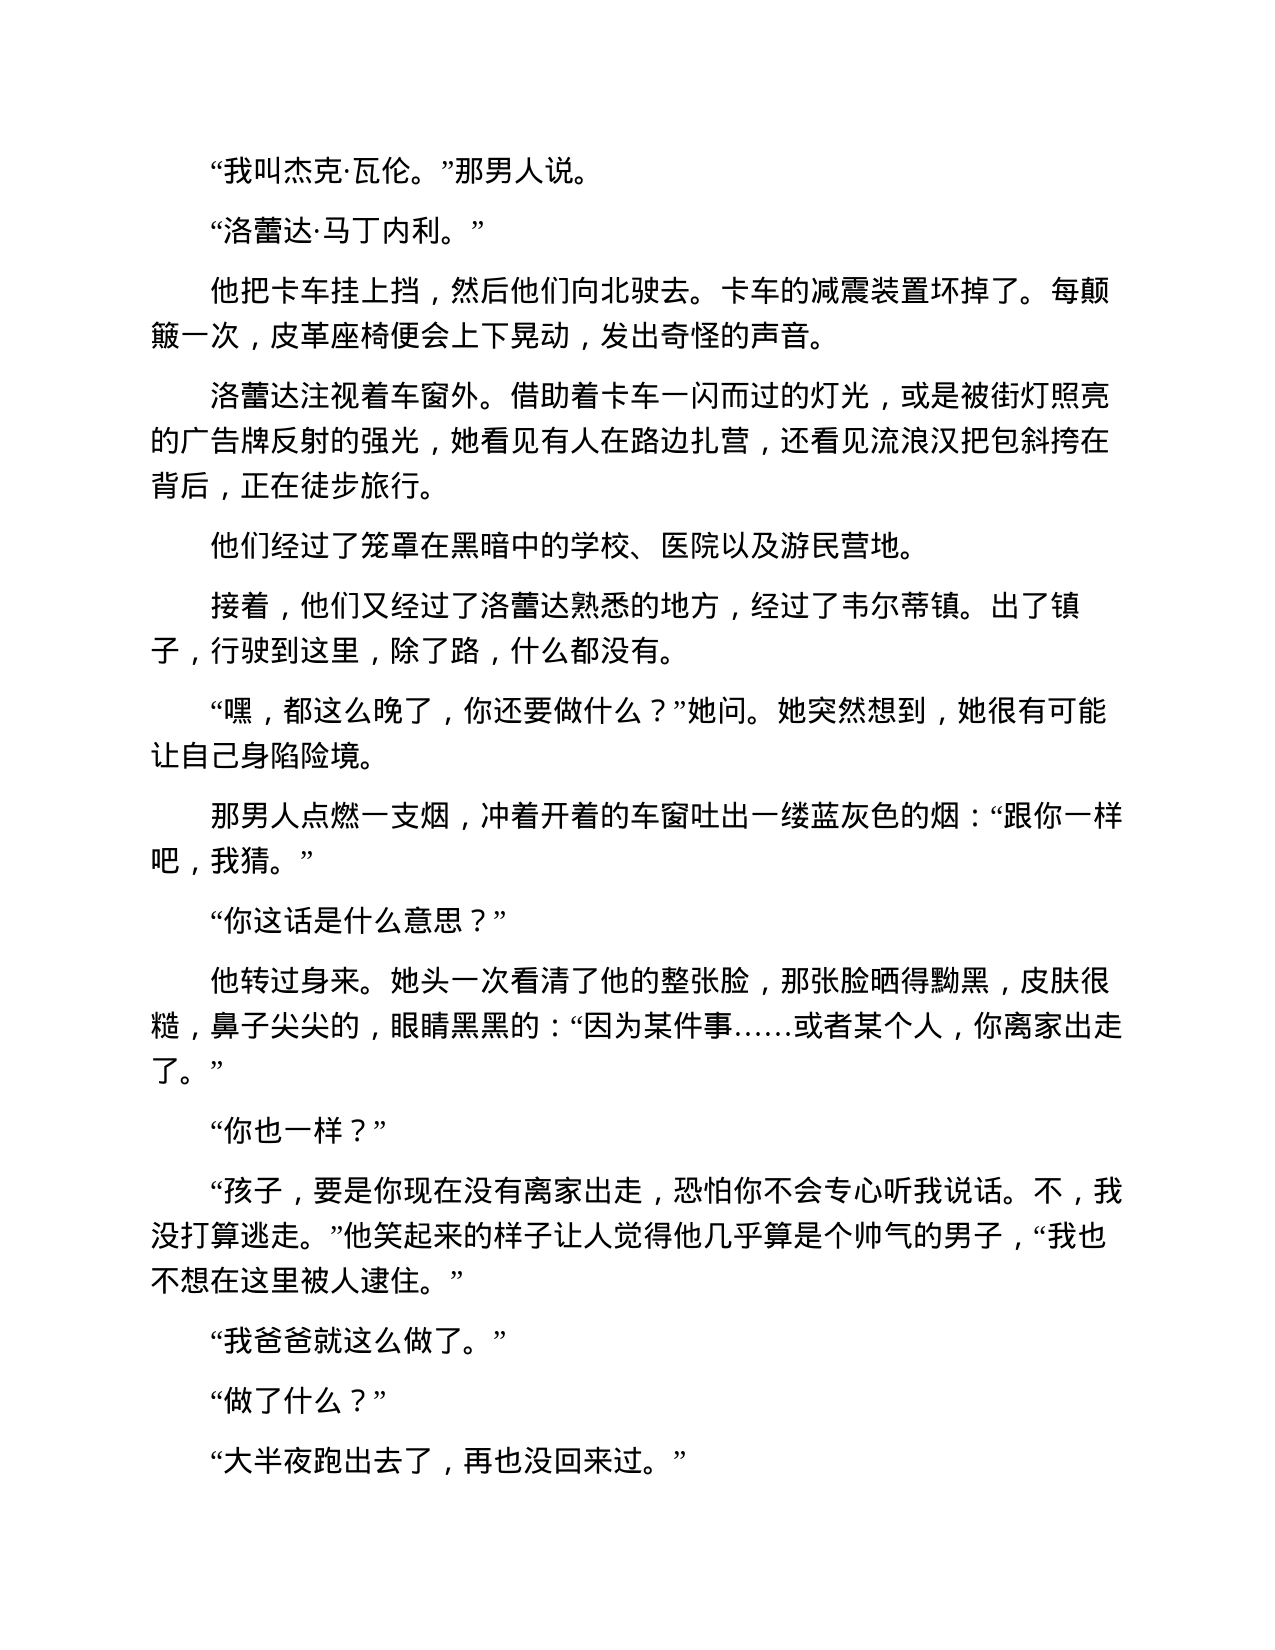 “我叫杰克·瓦伦。”那男人说。
“洛蕾达·马丁内利。”
他把卡车挂上挡，然后他们向北驶去。卡车的减震装置坏掉了。每颠
簸一次，皮革座椅便会上下晃动，发出奇怪的声音。
洛蕾达注视着车窗外。借助着卡车一闪而过的灯光，或是被街灯照亮
的广告牌反射的强光，她看见有人在路边扎营，还看见流浪汉把包斜挎在
背后，正在徒步旅行。
他们经过了笼罩在黑暗中的学校、医院以及游民营地。
接着，他们又经过了洛蕾达熟悉的地方，经过了韦尔蒂镇。出了镇
子，行驶到这里，除了路，什么都没有。
“嘿，都这么晚了，你还要做什么？”她问。她突然想到，她很有可能
让自己身陷险境。
那男人点燃一支烟，冲着开着的车窗吐出一缕蓝灰色的烟：“跟你一样
吧，我猜。”
“你这话是什么意思？”
他转过身来。她头一次看清了他的整张脸，那张脸晒得黝黑，皮肤很
糙，鼻子尖尖的，眼睛黑黑的：“因为某件事……或者某个人，你离家出走
了。”
“你也一样？”
“孩子，要是你现在没有离家出走，恐怕你不会专心听我说话。不，我
没打算逃走。”他笑起来的样子让人觉得他几乎算是个帅气的男子，“我也
不想在这里被人逮住。”
“我爸爸就这么做了。”
“做了什么？”
“大半夜跑出去了，再也没回来过。”